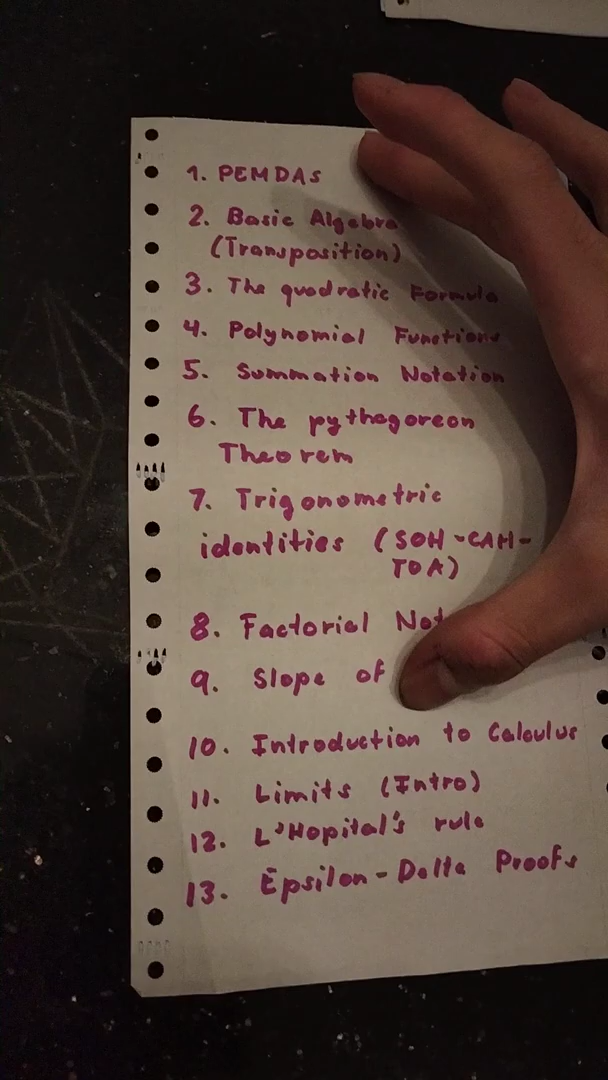 1. PEMDAS
2. Basic Algebra
(Transposition)
3. The quadratic Formula
4. Polynomial Functions
5. Summation Notation
6. The pythagorean
Theorem
7. Trigonometric
identities (SOH-CAH-
TOA)
8. Factorial
9. Slope of
10. Introduction to Calculus
11. Limits (Intro)
12. L'Hopital's rule
13. Epsilon-Delta Proofs